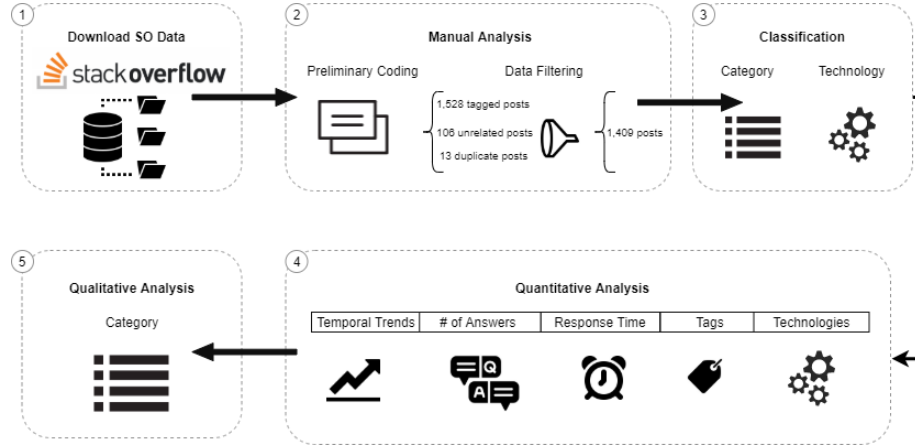 1
Download SO Data
stackoverflow
2
Manual Analysis
Preliminary Coding
Data Filtering
1,528 tagged posts
106 unrelated posts
13 duplicate posts
1,409 posts
3
Classification
Category
Technology
4
Quantitative Analysis
Temporal Trends
# of Answers
Response Time
Tags
Technologies
Q
A
5
Qualitative Analysis
Category